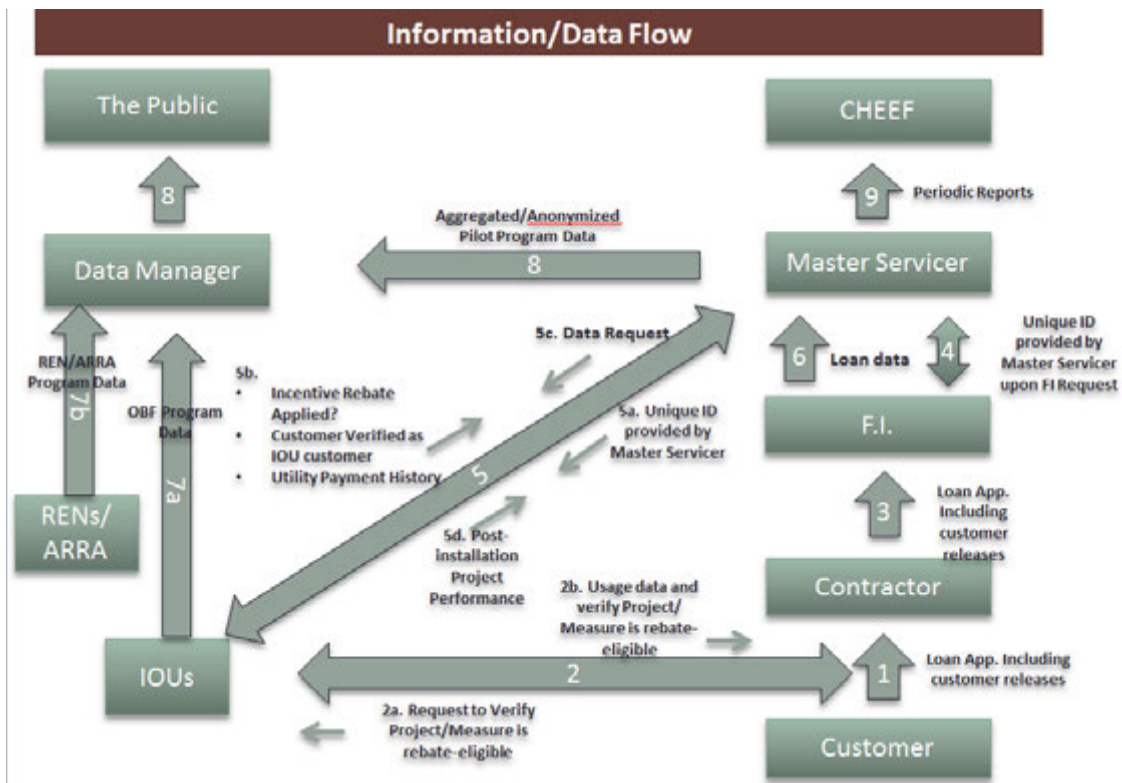 Information/Data Flow
The Public
CHEEF
8
9
Periodic Reports
Aggregated/Anonymized
Pilot Program Data
8
Data Manager
Master Servicer
5c. Data Request
6
Loan data
4
Unique ID
provided by
Master Servicer
upon FI Request
REN/ARRA
Program Data
7b
OBF Program
Data
7a
5b.
• Incentive Rebate
Applied?
• Customer Verified as
IOU customer
• Utility Payment History
5
5a. Unique ID
provided by
Master Servicer
F.I.
RENs/
ARRA
5d. Post-
installation
Project
Performance
3
Loan App.
Including
customer
releases
2b. Usage data and
verify Project/
Measure is rebate-
eligible
Contractor
IOUs
2
1
Loan App. Including
customer releases
2a. Request to Verify
Project/Measure is
rebate-eligible
Customer